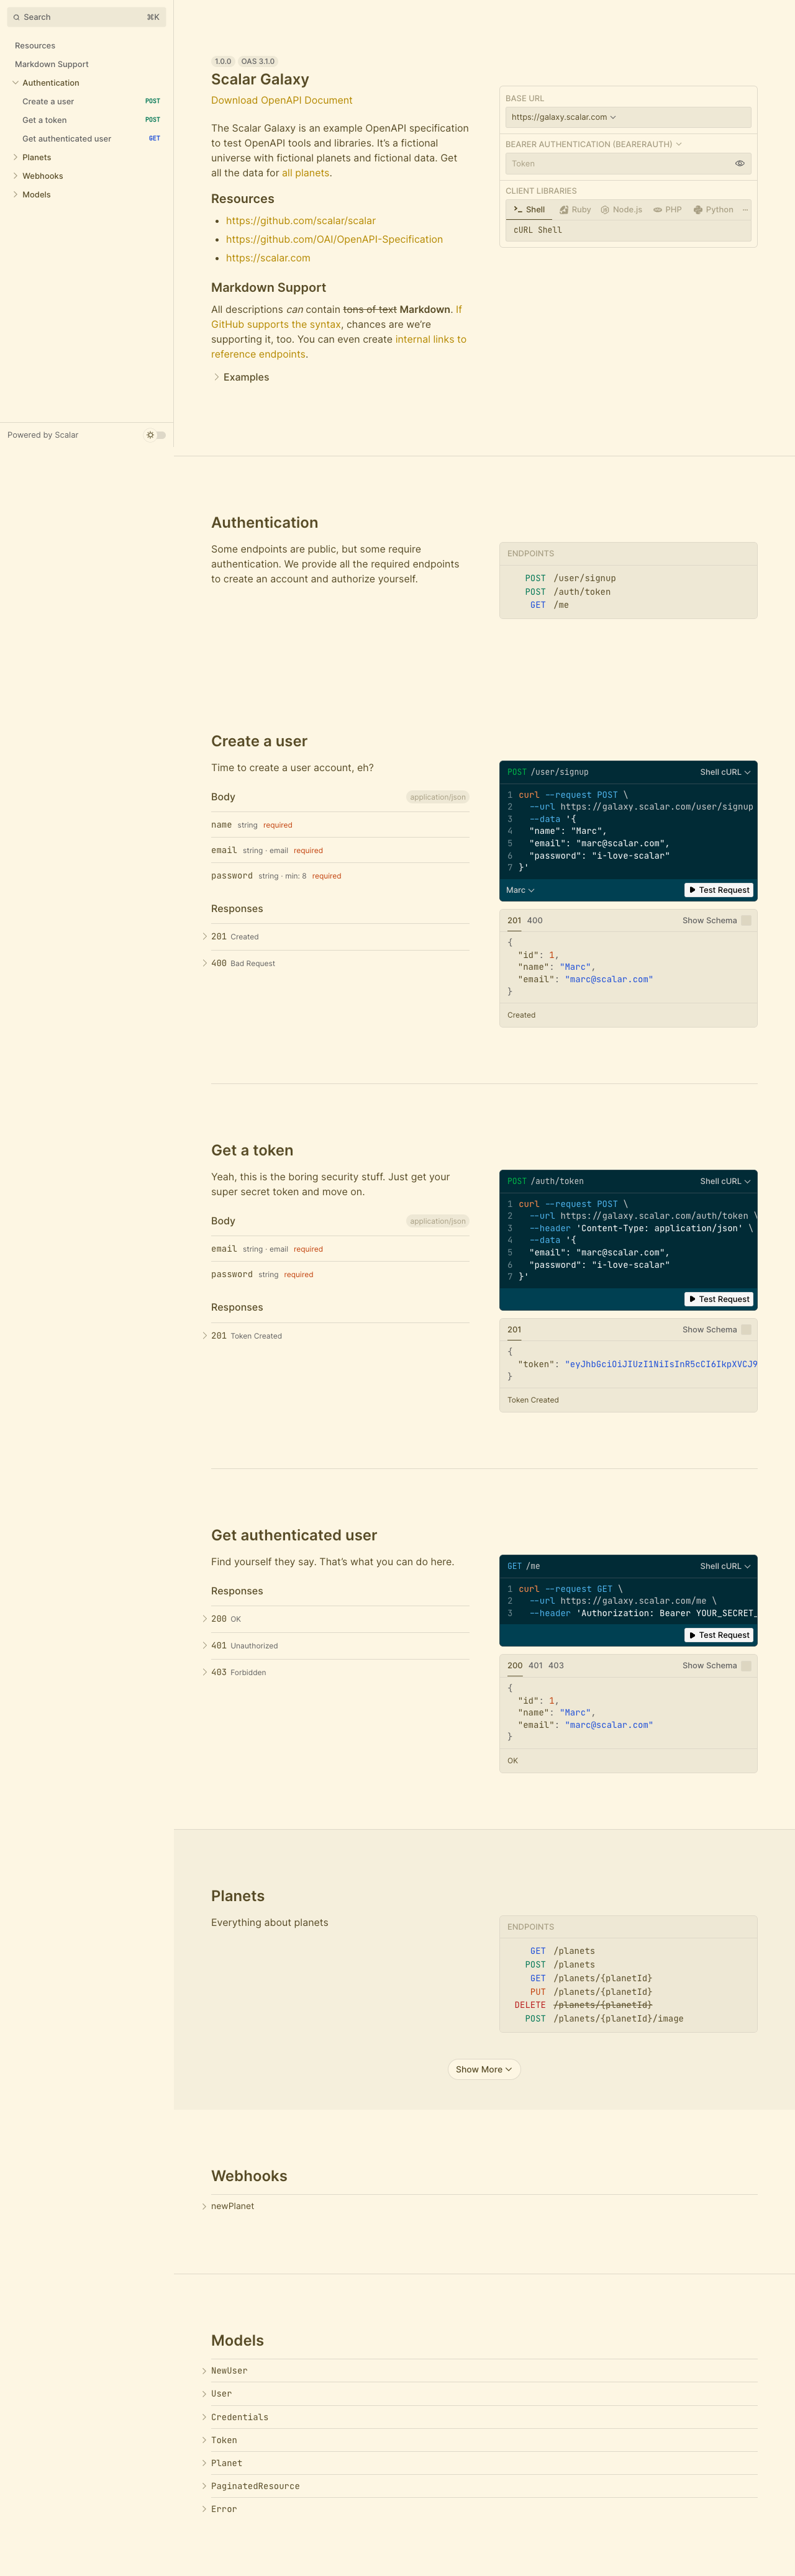 Search ⌘K
Resources
Markdown Support
Authentication
Create a user POST
Get a token POST
Get authenticated user GET
Planets
Webhooks
Models
Powered by Scalar
1.0.0 OAS 3.1.0
Scalar Galaxy
Download OpenAPI Document
The Scalar Galaxy is an example OpenAPI specification
to test OpenAPI tools and libraries. It's a fictional
universe with fictional planets and fictional data. Get
all the data for all planets.
Resources
https://github.com/scalar/scalar
https://github.com/OAI/OpenAPI-Specification
https://scalar.com
Markdown Support
All descriptions can contain tons of text Markdown. If
GitHub supports the syntax, chances are we're
supporting it, too. You can even create internal links to
reference endpoints.
Examples
BASE URL
https://galaxy.scalar.com
BEARER AUTHENTICATION (BEARERAUTH)
Token
CLIENT LIBRARIES
Shell Ruby Node.js PHP Python ···
cURL Shell
Authentication
Some endpoints are public, but some require
authentication. We provide all the required endpoints
to create an account and authorize yourself.
ENDPOINTS
POST /user/signup
POST /auth/token
GET /me
Create a user
Time to create a user account, eh?
Body application/json
name string required
email string · email required
password string · min: 8 required
Responses
201 Created
400 Bad Request
POST /user/signup Shell cURL
1 curl --request POST \
2 --url https://galaxy.scalar.com/user/signup
3 --data '{
4 "name": "Marc",
5 "email": "marc@scalar.com",
6 "password": "i-love-scalar"
7 }'
Marc Test Request
201 400 Show Schema
{
"id": 1,
"name": "Marc",
"email": "marc@scalar.com"
}
Created
Get a token
Yeah, this is the boring security stuff. Just get your
super secret token and move on.
Body application/json
email string · email required
password string required
Responses
201 Token Created
POST /auth/token Shell cURL
1 curl --request POST \
2 --url https://galaxy.scalar.com/auth/token \
3 --header 'Content-Type: application/json' \
4 --data '{
5 "email": "marc@scalar.com",
6 "password": "i-love-scalar"
7 }'
Test Request
201 Show Schema
{
"token": "eyJhbGciOiJIUzI1NiIsInR5cCI6IkpXVCJ9
}
Token Created
Get authenticated user
Find yourself they say. That's what you can do here.
Responses
200 OK
401 Unauthorized
403 Forbidden
GET /me Shell cURL
1 curl --request GET \
2 --url https://galaxy.scalar.com/me \
3 --header 'Authorization: Bearer YOUR_SECRET_
Test Request
200 401 403 Show Schema
{
"id": 1,
"name": "Marc",
"email": "marc@scalar.com"
}
OK
Planets
Everything about planets
ENDPOINTS
GET /planets
POST /planets
GET /planets/{planetId}
PUT /planets/{planetId}
DELETE /planets/{planetId}
POST /planets/{planetId}/image
Show More
Webhooks
newPlanet
Models
NewUser
User
Credentials
Token
Planet
PaginatedResource
Error